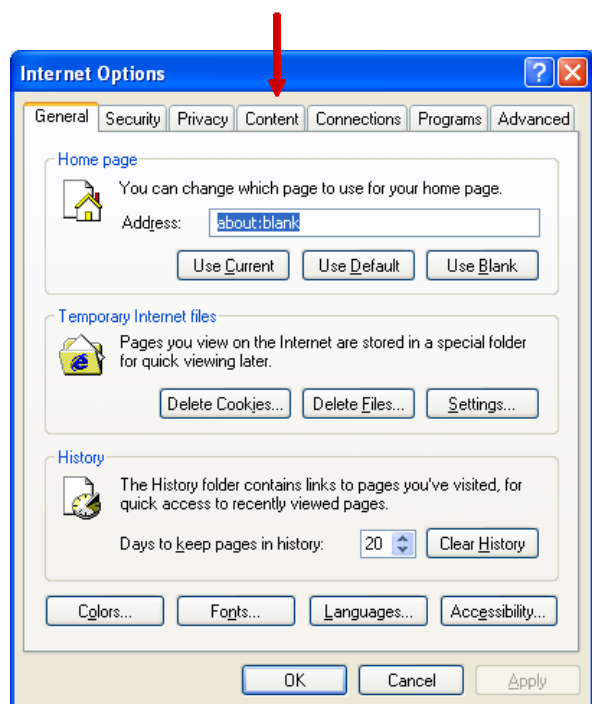 Internet Options
General Security Privacy Content Connections Programs Advanced
Home page
You can change which page to use for your home page.
Address: about:blank
Use Current Use Default Use Blank
Temporary Internet files
Pages you view on the Internet are stored in a special folder
for quick viewing later.
Delete Cookies... Delete Files... Settings...
History
The History folder contains links to pages you've visited, for
quick access to recently viewed pages.
Days to keep pages in history: 20 Clear History
Colors... Fonts... Languages... Accessibility...
OK Cancel Apply